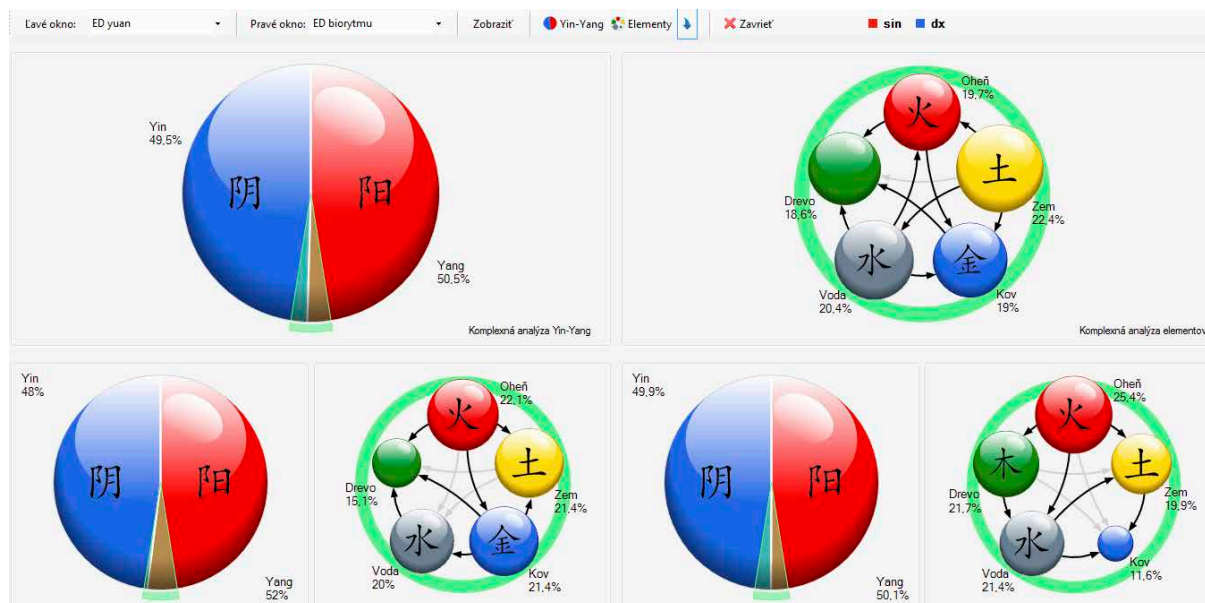 Ľavé okno: ED yuan Pravé okno: ED biorytmu Zobraziť Yin-Yang Elementy Zavrieť sin dx
Yin
49,5%
阴
阳
Yang
50,5%
Komplexná analýza Yin-Yang
Oheň
19,7%
火
土
Zem
22,4%
Drevo
18,6%
水
金
Voda
20,4%
Kov
19%
Komplexná analýza elementov
Yin
48%
阴
阳
Yang
52%
Oheň
22,1%
火
土
Drevo
15,1%
Zem
21,4%
水
金
Voda
20%
Kov
21,4%
Yin
49,9%
阴
阳
Yang
50,1%
Oheň
25,4%
火
木
土
Drevo
21,7%
Zem
19,9%
水
Voda
21,4%
Kov
11,6%